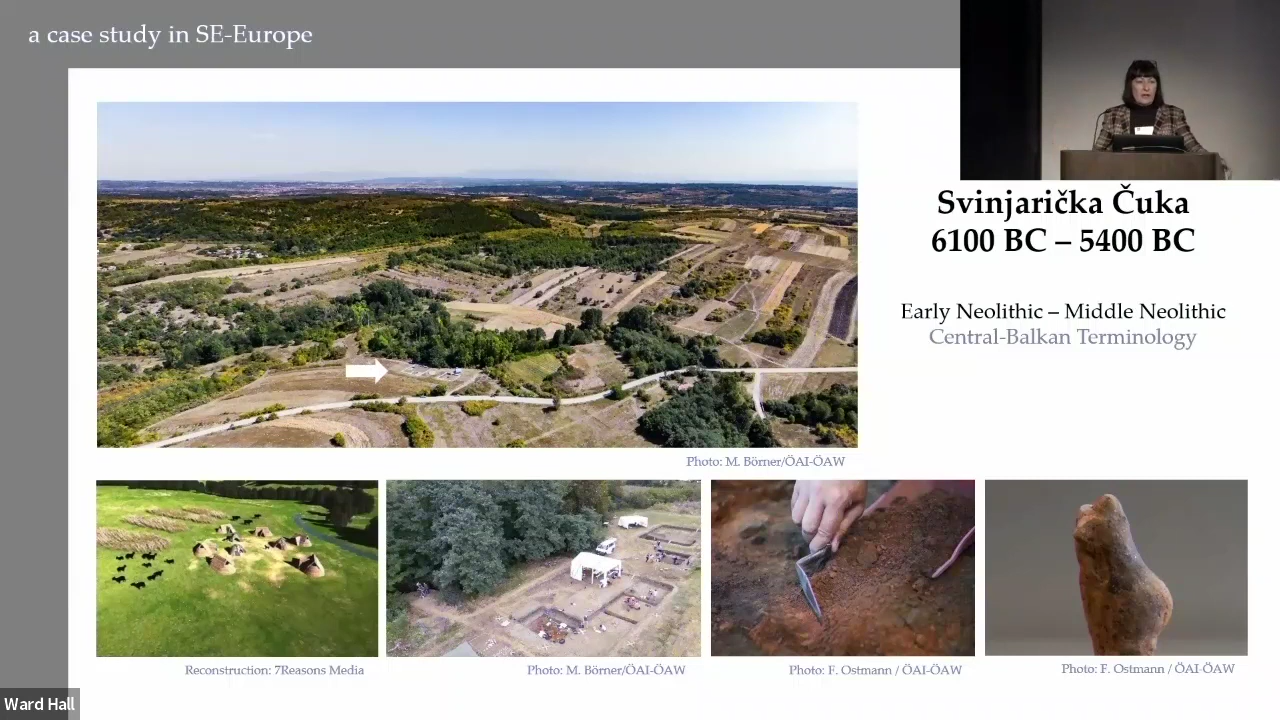 a case study in SE-Europe
Svinjarička Čuka
6100 BC – 5400 BC
Early Neolithic – Middle Neolithic
Central-Balkan Terminology
Photo: M. Börner/ÖAI-ÖAW
Reconstruction: 7Reasons Media
Photo: M. Börner/ÖAI-ÖAW
Photo: F. Ostmann / ÖAI-ÖAW
Photo: F. Ostmann / ÖAI-ÖAW
Ward Hall